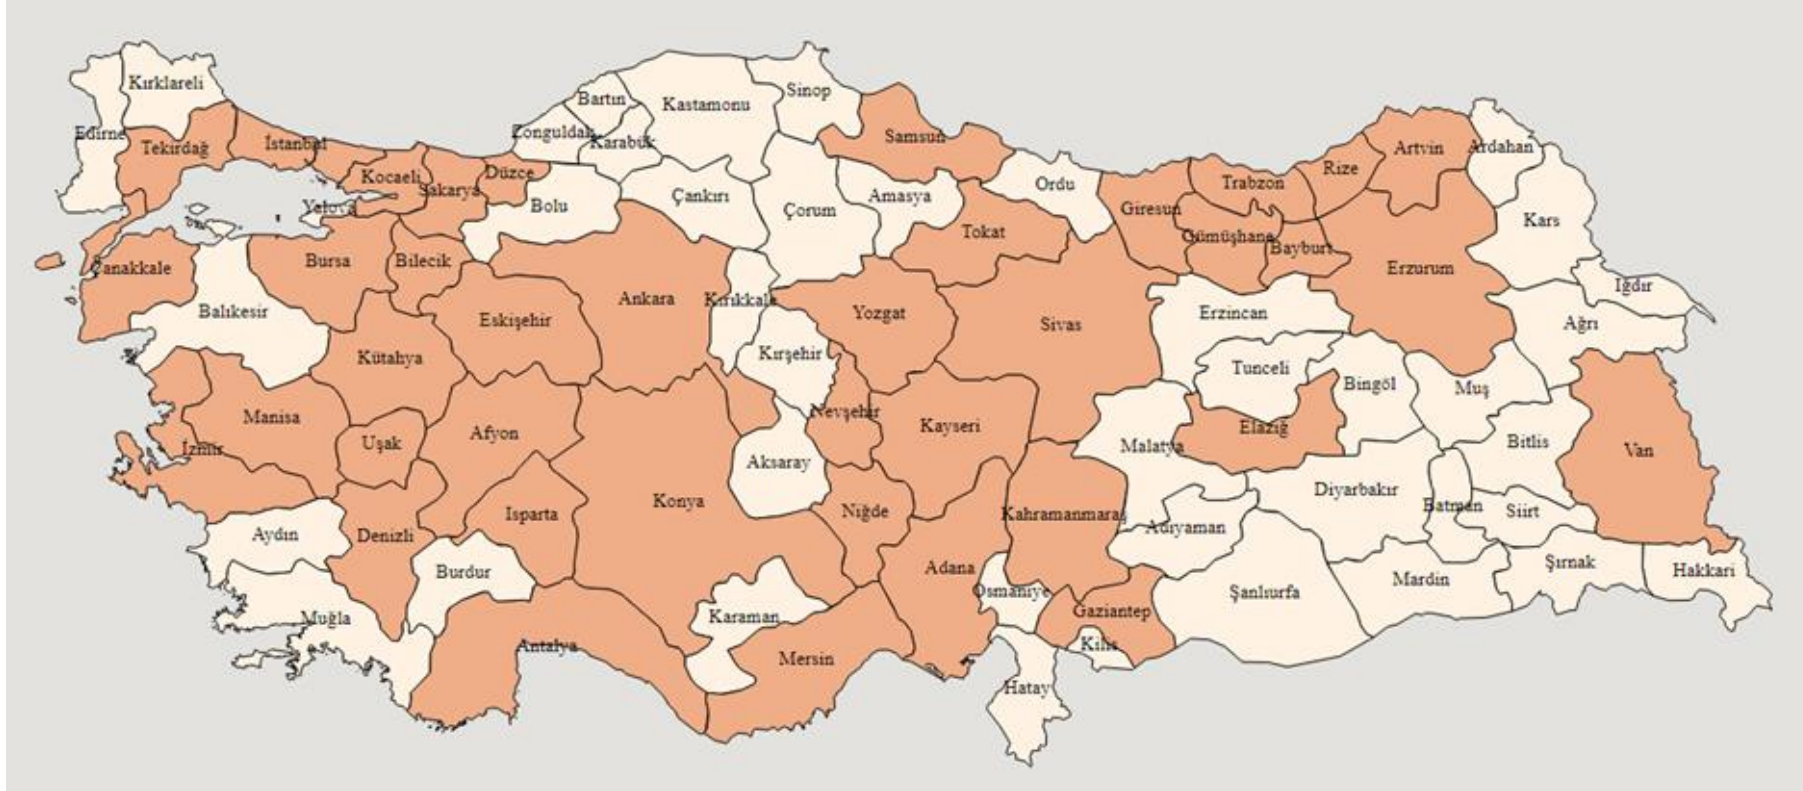 Kırklareli
Edirne
Tekirdağ
İstanbul
Kocaeli
Yalova
Sakarya
Düzce
Bolu
Zonguldak
Bartın
Karabük
Kastamonu
Sinop
Çankırı
Çorum
Samsun
Amasya
Ordu
Tokat
Giresun
Trabzon
Gümüşhane
Bayburt
Rize
Artvin
Ardahan
Kars
Iğdır
Ağrı
Erzurum
Çanakkale
Balıkesir
Bursa
Bilecik
Eskişehir
Ankara
Kırıkkale
Yozgat
Sivas
Erzincan
Tunceli
Bingöl
Muş
Kütahya
Kırşehir
Nevşehir
Kayseri
Malatya
Elazığ
Bitlis
Van
Manisa
İzmir
Uşak
Afyon
Aksaray
Konya
Isparta
Niğde
Kahramanmaraş
Adıyaman
Diyarbakır
Batman
Siirt
Şırnak
Hakkari
Mardin
Şanlıurfa
Aydın
Denizli
Burdur
Muğla
Antalya
Karaman
Mersin
Adana
Osmaniye
Gaziantep
Kilis
Hatay